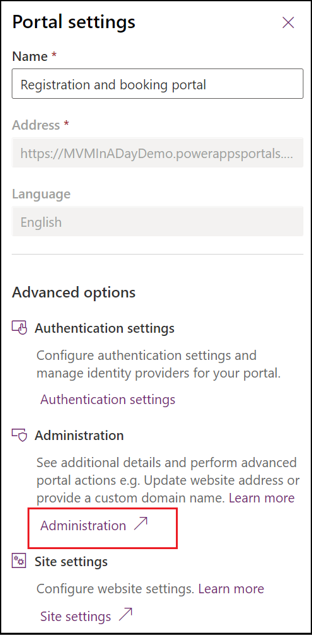 Portal settings
Name *
Registration and booking portal
Address *
https://MVMInADayDemo.powerappsportals....
Language
English
Advanced options
Authentication settings
Configure authentication settings and
manage identity providers for your portal.
Authentication settings
Administration
See additional details and perform advanced
portal actions e.g. Update website address or
provide a custom domain name. Learn more
Administration
Site settings
Configure website settings. Learn more
Site settings